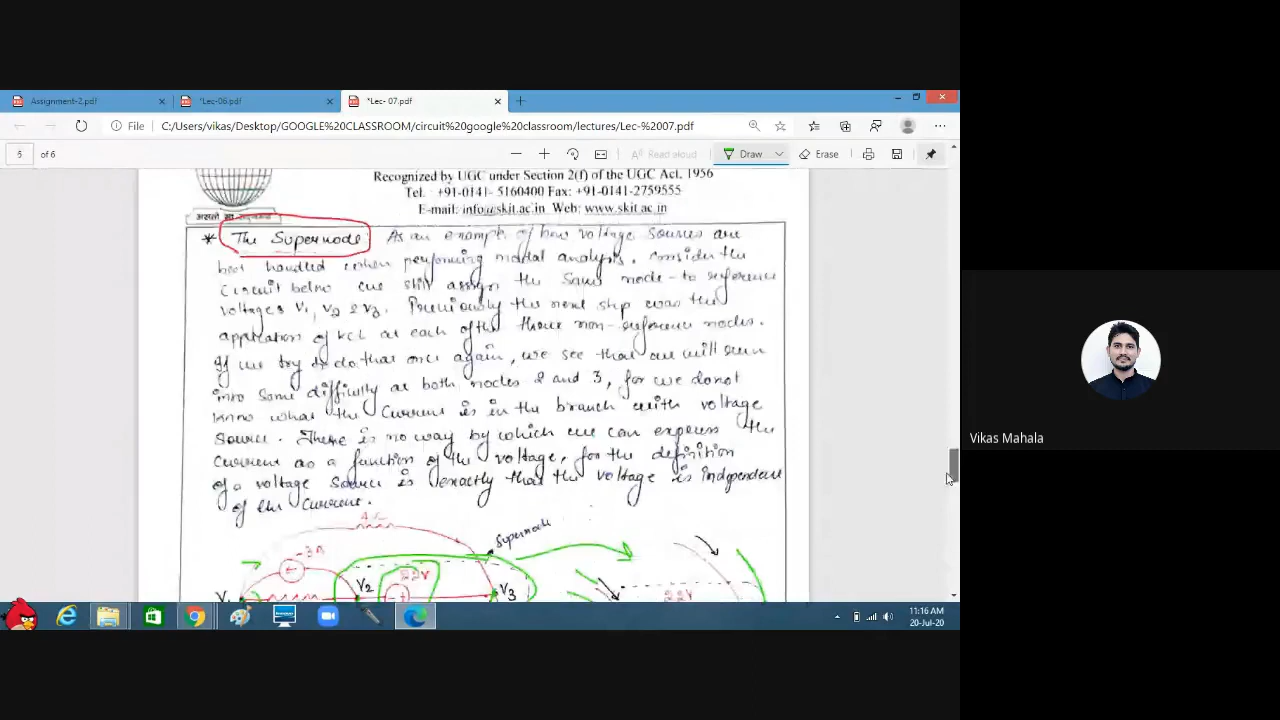 Assignment-2.pdf
*Lec-06.pdf
*Lec- 07.pdf
File
C:/Users/vikas/Desktop/GOOGLE%20CLASSROOM/circuit%20google%20classroom/lectures/Lec-%2007.pdf
5 of 6
Read aloud
Draw
Erase
Recognized by UGC under Section 2(f) of the UGC Act. 1956
Tel. +91-0141- 5160400 Fax: +91-0141-2759555
E-mail: info@skit.ac.in Web: www.skit.ac.in
* The Supernode As an example of how voltage sources are
best handled when performing nodal analysis. Consider the
circuit below we still assign the same node-to reference
voltages V1, V2 & V3. Previously the next step was the
application of KCL at each of the three non-reference nodes.
If we try to do that once again, we see that we will run
into some difficulty at both nodes 2 and 3, for we do not
know what the current is in the branch with voltage
source. There is no way by which we can express the
current as a function of the voltage, for the definition
of a voltage source is exactly that the voltage is independent
of the current.
Supernode
-3A
V2
22V
V3
22V
Vikas Mahala
11:16 AM
20-Jul-20